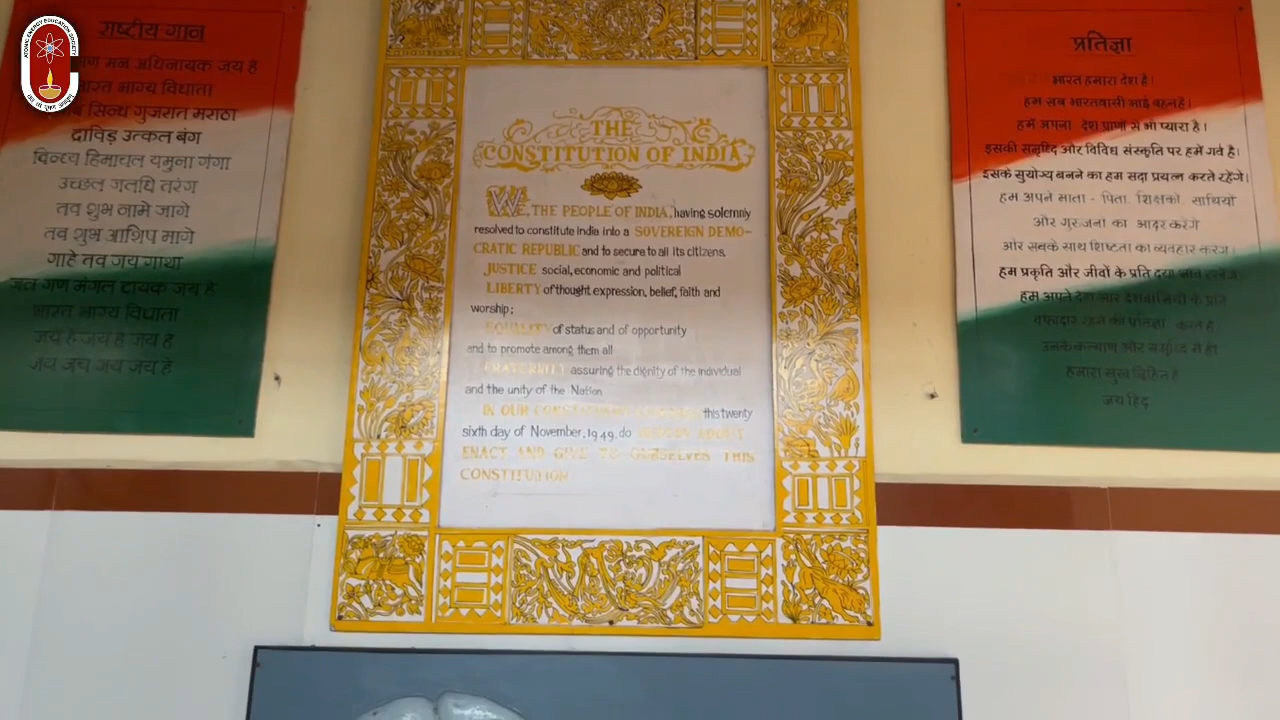 ATOMIC ENERGY EDUCATION SOCIETY
राष्ट्रीय गान
मन अधिनायक जय हे
भारत भाग्य विधाता
सिन्ध गुजरात मराठा
द्राविड़ उत्कल बंग
विन्ध्य हिमाचल यमुना गंगा
उच्छल जलधि तरंग
तव शुभ नामे जागे
तव शुभ आशिष मागे
गाहे तव जय गाथा
जन गण मंगल दायक जय हे
भारत भाग्य विधाता
जय हे जय हे जय हे
जय जय जय जय हे
THE
CONSTITUTION OF INDIA
WE, THE PEOPLE OF INDIA, having solemnly
resolved to constitute India into a SOVEREIGN DEMO-
CRATIC REPUBLIC and to secure to all its citizens,
JUSTICE social, economic and political
LIBERTY of thought expression, belief, faith and
worship;
EQUALITY of status and of opportunity
and to promote among them all
FRATERNITY assuring the dignity of the individual
and the unity of the Nation
IN OUR CONSTITUENT ASSEMBLY this twenty
sixth day of November, 1949, do HEREBY ADOPT
ENACT AND GIVE TO OURSELVES THIS
CONSTITUTION
प्रतिज्ञा
भारत हमारा देश है।
हम सब भारतवासी भाई बहन है।
हमें अपना देश प्राणों से भी प्यारा है।
इसकी समृध्दि और विविध संस्कृति पर हमें गर्व है।
इसके सुयोग्य बनने का हम सदा प्रयत्न करते रहेंगे।
हम अपने माता - पिता, शिक्षको, साथियों
और गुरुजनों का आदर करेंगे
और सबके साथ शिष्टता का व्यवहार करेंगे।
हम प्रकृति और जीवों के प्रति दया भाव रखेंगे।
हम अपने देश और देशवासियों के प्रति
वफादार रहने की प्रतिज्ञा करते है
उनके कल्याण और समृध्दि से ही
हमारा सुख निहित है
जय हिंद